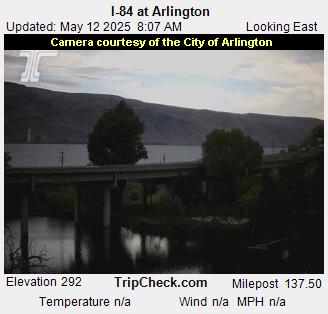 I-84 at Arlington
Updated: May 12 2025 8:07 AM Looking East
Camera courtesy of the City of Arlington
Elevation 292 TripCheck.com Milepost 137.50
Temperature n/a Wind n/a MPH n/a